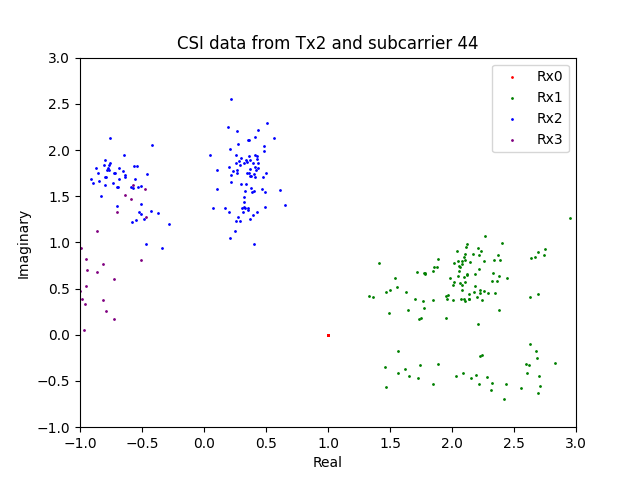 CSI data from Tx2 and subcarrier 44
Rx0
Rx1
Rx2
Rx3
3.0
2.5
2.0
1.5
1.0
0.5
0.0
−0.5
−1.0
Imaginary
−1.0 −0.5 0.0 0.5 1.0 1.5 2.0 2.5 3.0
Real